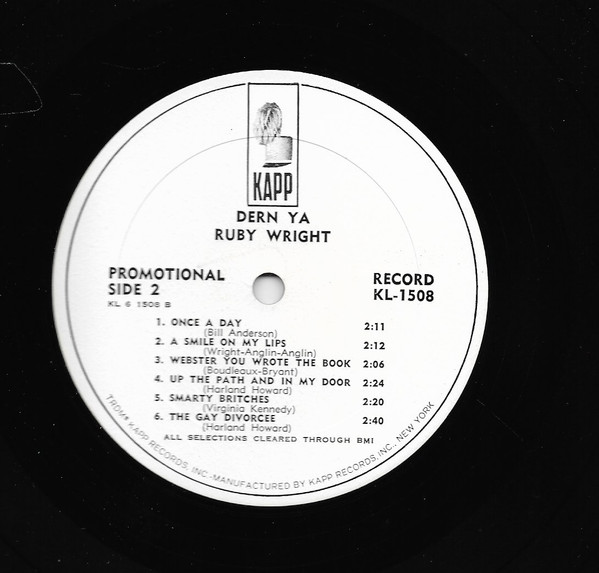 KAPP
DERN YA
RUBY WRIGHT
PROMOTIONAL
SIDE 2
KL 6 1508 B
RECORD
KL-1508
1. ONCE A DAY 2:11
(Bill Anderson)
2. A SMILE ON MY LIPS 2:12
(Wright-Anglin-Anglin)
3. WEBSTER YOU WROTE THE BOOK 2:06
(Boudleaux-Bryant)
4. UP THE PATH AND IN MY DOOR 2:24
(Harland Howard)
5. SMARTY BRITCHES 2:20
(Virginia Kennedy)
6. THE GAY DIVORCEE 2:40
(Harland Howard)
ALL SELECTIONS CLEARED THROUGH BMI
TROM* KAPP RECORDS, INC.-MANUFACTURED BY KAPP RECORDS, INC., NEW YORK